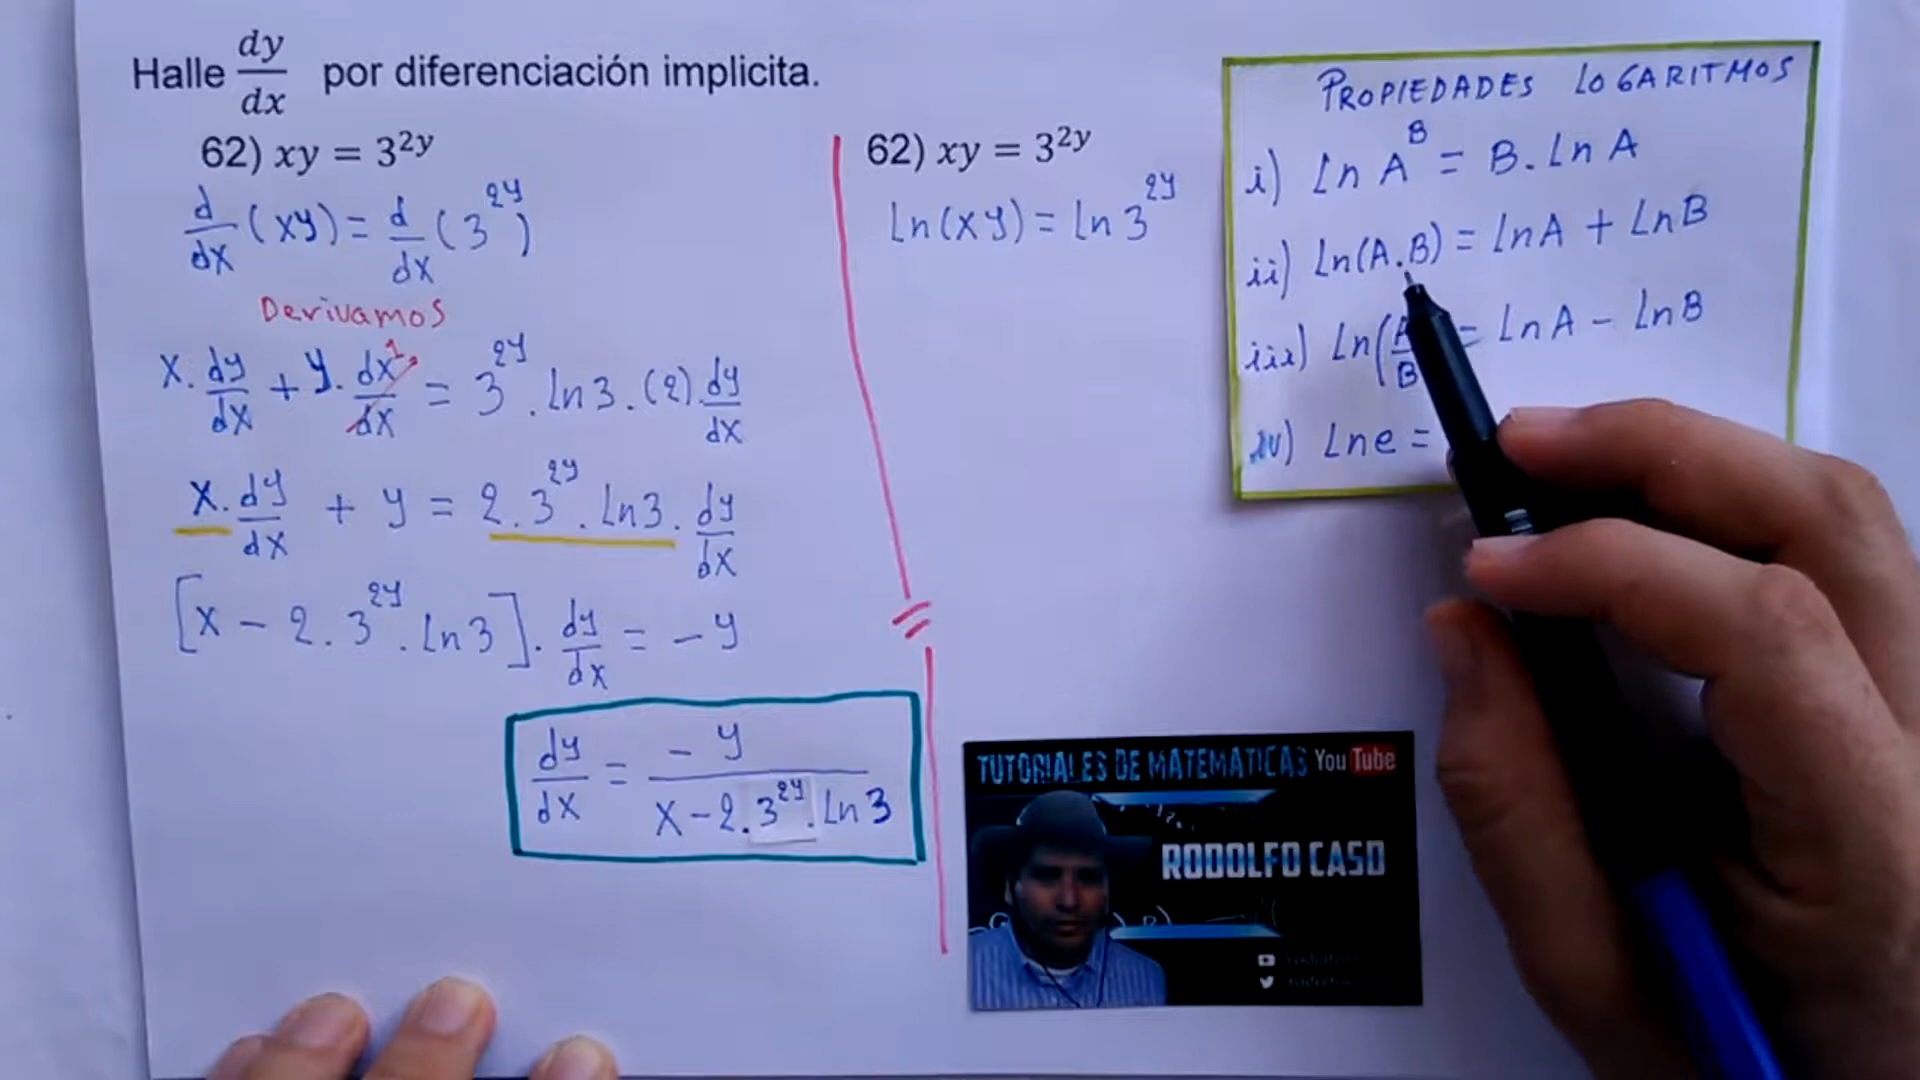 Halle dy/dx por diferenciación implicita.
62) xy = 3^{2y}
d/dx (xy) = d/dx (3^{2y})
Derivamos
x. dy/dx + y. dx/dx ^1 = 3^{2y} . Ln3 . (2). dy/dx
x. dy/dx + y = 2.3^{2y} . Ln3 . dy/dx
[x - 2.3^{2y} . Ln3]. dy/dx = - y
dy/dx = - y / x-2.3^{2y}.Ln3
62) xy = 3^{2y}
Ln(xy) = Ln3^{2y}
PROPIEDADES LOGARITMOS
i) Ln A^B = B.Ln A
ii) Ln(A.B) = LnA + LnB
iii) Ln(A/B = LnA - LnB
iv) Lne =
TUTORIALES DE MATEMATICAS YouTube
RODOLFO CASO